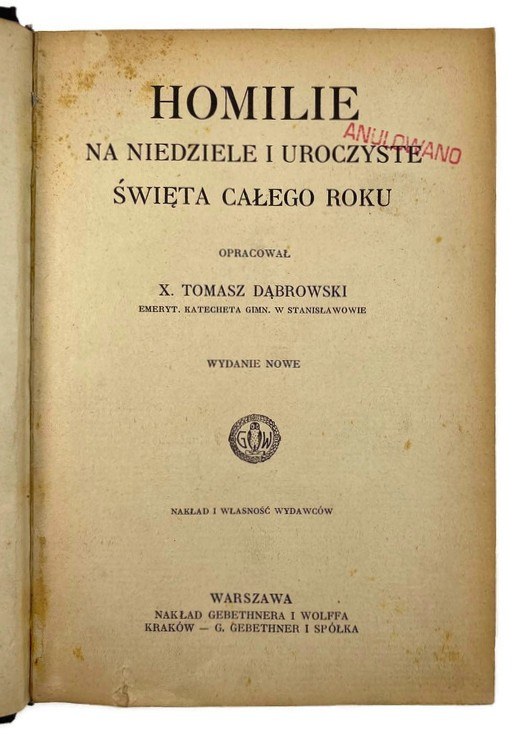 HOMILIE
ANULOWANO
NA NIEDZIELE I UROCZYSTE
ŚWIĘTA CAŁEGO ROKU
OPRACOWAŁ
X. TOMASZ DĄBROWSKI
EMERYT. KATECHETA GIMN. W STANISŁAWOWIE
WYDANIE NOWE
G W
NAKŁAD I WŁASNOŚĆ WYDAWCÓW
WARSZAWA
NAKŁAD GEBETHNERA I WOLFFA
KRAKÓW — G. GEBETHNER I SPÓŁKA